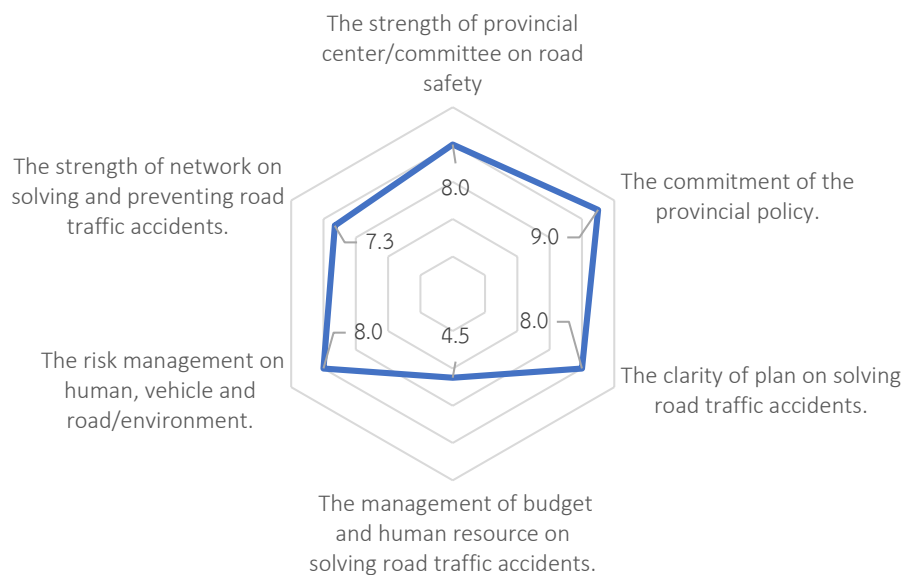 The strength of provincial
center/committee on road
safety
The commitment of the
provincial policy.
The clarity of plan on solving
road traffic accidents.
The management of budget
and human resource on
solving road traffic accidents.
The risk management on
human, vehicle and
road/environment.
The strength of network on
solving and preventing road
traffic accidents.
8.0
9.0
8.0
4.5
8.0
7.3